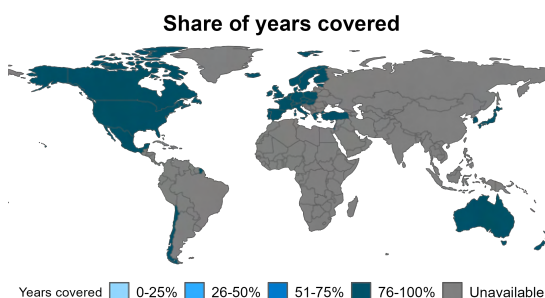 Share of years covered
Years covered 0-25% 26-50% 51-75% 76-100% Unavailable